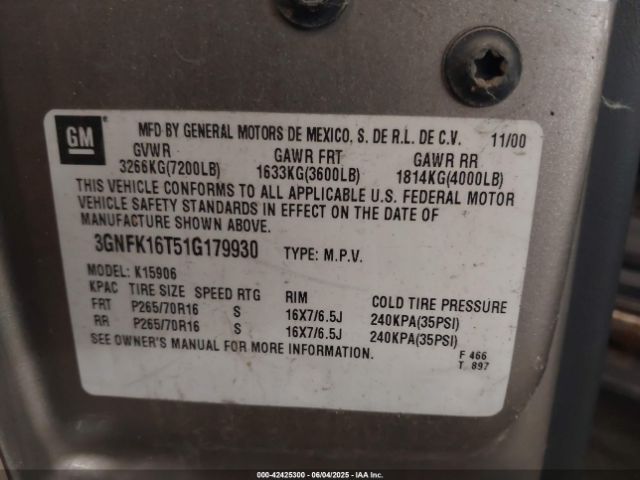 GM
MFD BY GENERAL MOTORS DE MEXICO, S. DE R.L. DE C.V. 11/00
GVWR GAWR FRT GAWR RR
3266KG(7200LB) 1633KG(3600LB) 1814KG(4000LB)
THIS VEHICLE CONFORMS TO ALL APPLICABLE U.S. FEDERAL MOTOR
VEHICLE SAFETY STANDARDS IN EFFECT ON THE DATE OF
MANUFACTURE SHOWN ABOVE.
3GNFK16T51G179930 TYPE: M.P.V.
MODEL: K15906
KPAC TIRE SIZE SPEED RTG RIM COLD TIRE PRESSURE
FRT P265/70R16 S 16X7/6.5J 240KPA(35PSI)
RR P265/70R16 S 16X7/6.5J 240KPA(35PSI)
SEE OWNER'S MANUAL FOR MORE INFORMATION. F 466
T. 897
000-42425300 - 06/04/2025 - IAA Inc.